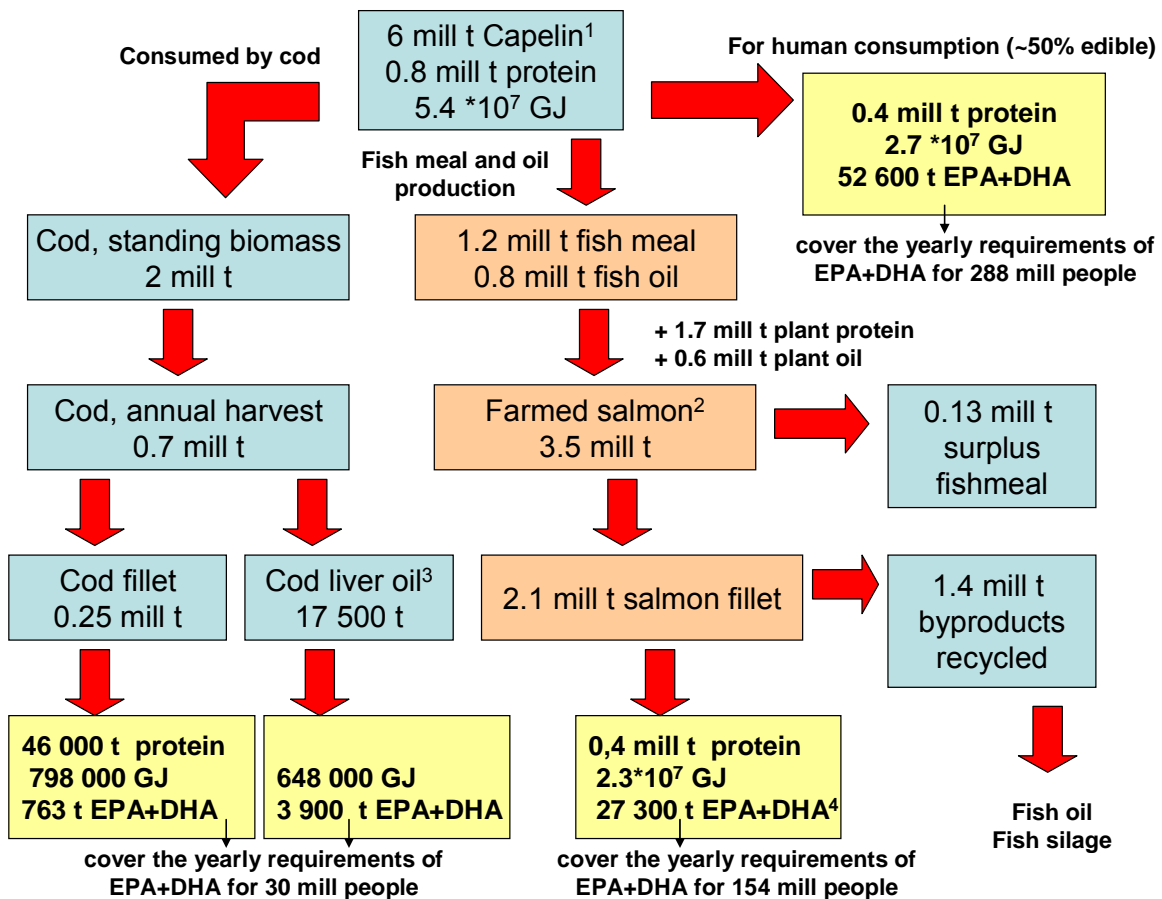 6 mill t Capelin¹
0.8 mill t protein
5.4 *10⁷ GJ
Consumed by cod
For human consumption (~50% edible)
0.4 mill t protein
2.7 *10⁷ GJ
52 600 t EPA+DHA
cover the yearly requirements of
EPA+DHA for 288 mill people
Fish meal and oil
production
Cod, standing biomass
2 mill t
1.2 mill t fish meal
0.8 mill t fish oil
+ 1.7 mill t plant protein
+ 0.6 mill t plant oil
Cod, annual harvest
0.7 mill t
Farmed salmon²
3.5 mill t
0.13 mill t
surplus
fishmeal
Cod fillet
0.25 mill t
Cod liver oil³
17 500 t
2.1 mill t salmon fillet
1.4 mill t
byproducts
recycled
46 000 t protein
798 000 GJ
763 t EPA+DHA
648 000 GJ
3 900 t EPA+DHA
cover the yearly requirements of
EPA+DHA for 30 mill people
0,4 mill t protein
2.3*10⁷ GJ
27 300 t EPA+DHA⁴
cover the yearly requirements of
EPA+DHA for 154 mill people
Fish oil
Fish silage